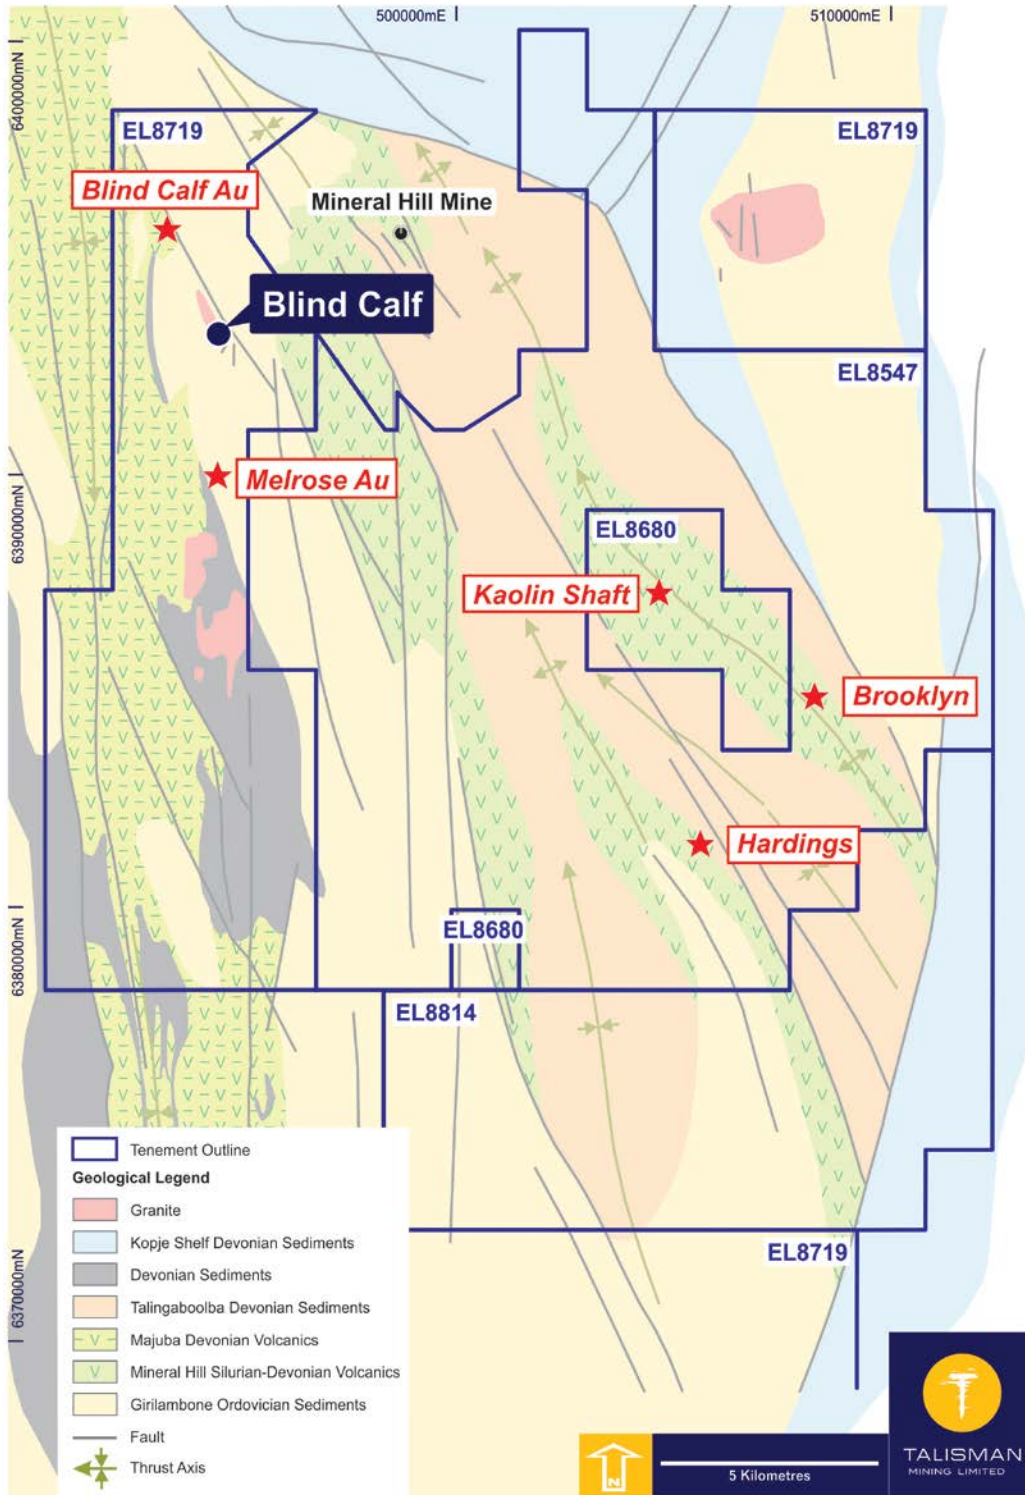 500000mE
510000mE
6400000mN
EL8719
EL8719
Blind Calf Au
Mineral Hill Mine
Blind Calf
EL8547
Melrose Au
6390000mN
EL8680
Kaolin Shaft
Brooklyn
Hardings
EL8680
6380000mN
EL8814
Tenement Outline
Geological Legend
Granite
Kopje Shelf Devonian Sediments
EL8719
Devonian Sediments
6370000mN
Talingaboolba Devonian Sediments
Majuba Devonian Volcanics
Mineral Hill Silurian-Devonian Volcanics
Girilambone Ordovician Sediments
Fault
Thrust Axis
N
5 Kilometres
TALISMAN
MINING LIMITED